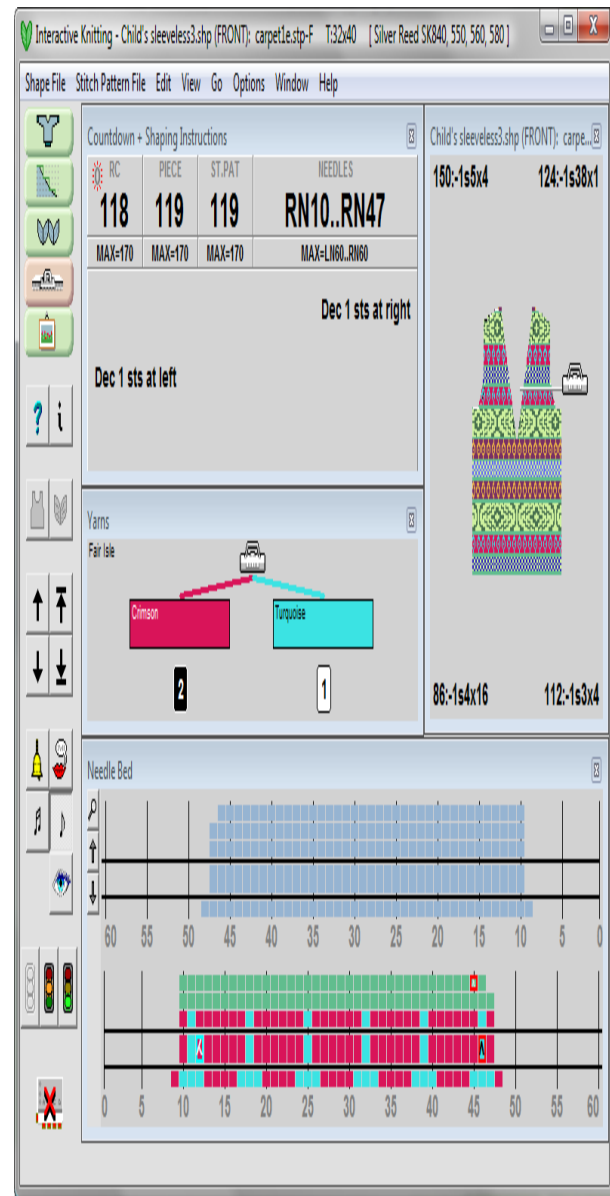 Interactive Knitting - Child's sleeveless3.shp (FRONT): carpet1e.stp-F T:32x40 [ Silver Reed SK840, 550, 560, 580 ]
Shape File Stitch Pattern File Edit View Go Options Window Help
Countdown + Shaping Instructions
RC PIECE ST.PAT NEEDLES
118 119 119 RN10..RN47
MAX=170 MAX=170 MAX=170 MAX=LN60..RN60
Dec 1 sts at right
Dec 1 sts at left
Child's sleeveless3.shp (FRONT): carpe...
150:-1s5x4 124:-1s38x1
86:-1s4x16 112:-1s3x4
Yarns
Fair Isle
Crimson Turquoise
2 1
Needle Bed
60 55 50 45 40 35 30 25 20 15 10 5 0
0 5 10 15 20 25 30 35 40 45 50 55 60